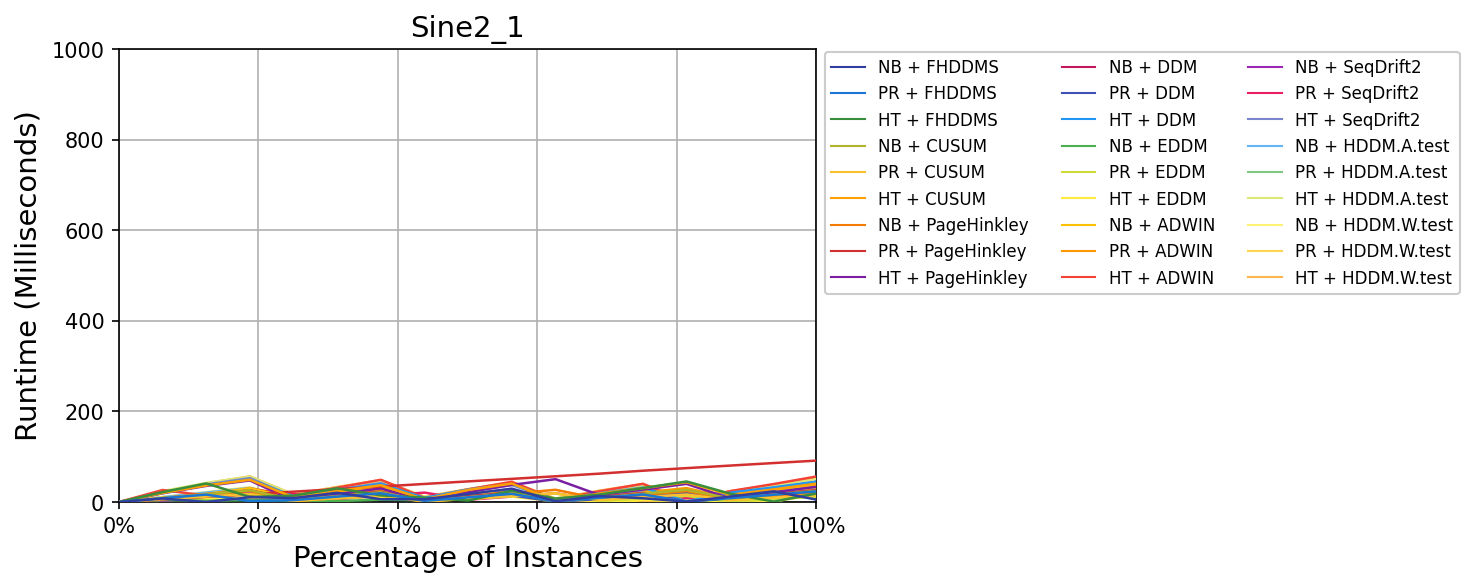 Sine2_1
1000
800
600
400
200
0
Runtime (Milliseconds)
0% 20% 40% 60% 80% 100%
Percentage of Instances
NB + FHDDMS
PR + FHDDMS
HT + FHDDMS
NB + CUSUM
PR + CUSUM
HT + CUSUM
NB + PageHinkley
PR + PageHinkley
HT + PageHinkley
NB + DDM
PR + DDM
HT + DDM
NB + EDDM
PR + EDDM
HT + EDDM
NB + ADWIN
PR + ADWIN
HT + ADWIN
NB + SeqDrift2
PR + SeqDrift2
HT + SeqDrift2
NB + HDDM.A.test
PR + HDDM.A.test
HT + HDDM.A.test
NB + HDDM.W.test
PR + HDDM.W.test
HT + HDDM.W.test